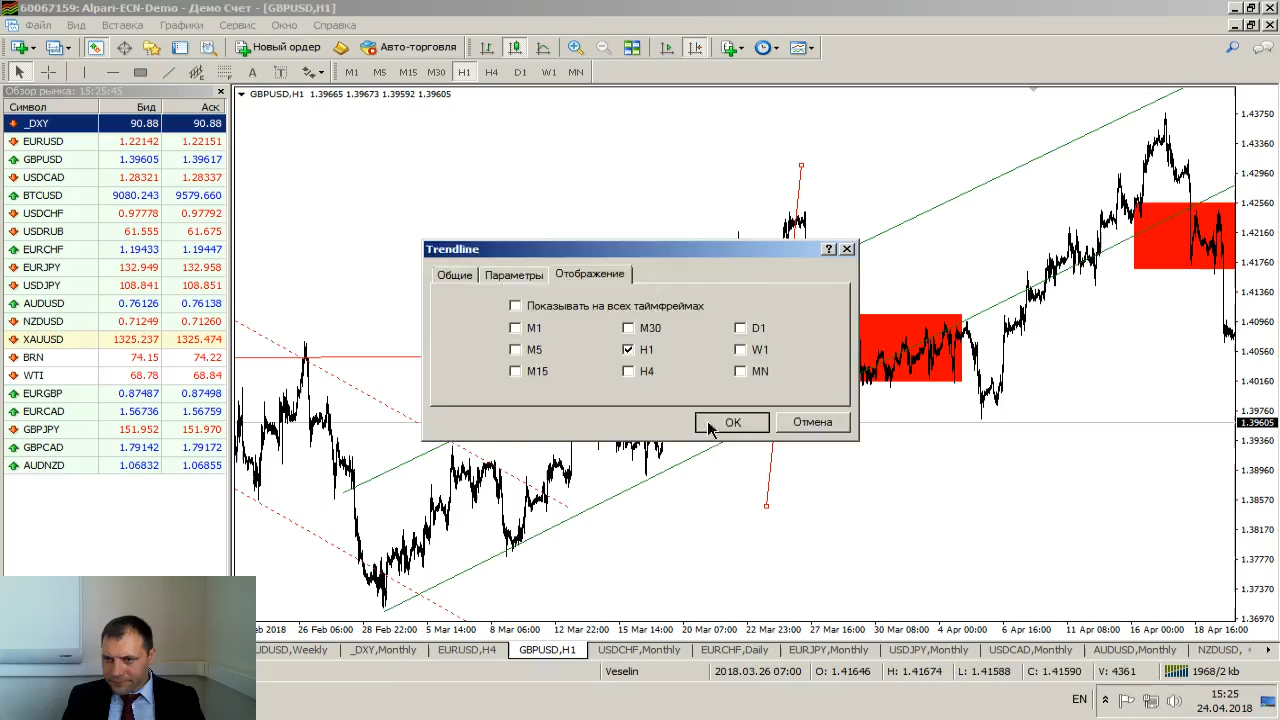 60067159: Alpari-ECN-Demo - Демо Счет - [GBPUSD,H1]
Файл Вид Вставка Графики Сервис Окно Справка
Новый ордер Авто-торговля
A T M1 M5 M15 M30 H1 H4 D1 W1 MN
Обзор рынка: 15:25:45
Символ Бид Аск
_DXY 90.88 90.88
EURUSD 1.22142 1.22151
GBPUSD 1.39605 1.39617
USDCAD 1.28321 1.28337
BTCUSD 9080.243 9579.660
USDCHF 0.97778 0.97792
USDRUB 61.555 61.675
EURCHF 1.19433 1.19447
EURJPY 132.949 132.958
USDJPY 108.841 108.851
AUDUSD 0.76126 0.76138
NZDUSD 0.71249 0.71260
XAUUSD 1325.237 1325.474
BRN 74.15 74.22
WTI 68.78 68.84
EURGBP 0.87487 0.87498
EURCAD 1.56736 1.56759
GBPJPY 151.952 151.970
GBPCAD 1.79142 1.79172
AUDNZD 1.06832 1.06855
GBPUSD,H1 1.39665 1.39673 1.39592 1.39605
1.43750
1.43360
1.42960
1.42560
1.42160
1.41760
1.41360
1.41292
1.40956
1.40556
1.40160
1.39760
1.39605
1.38960
1.38570
1.38170
1.37770
1.37370
1.36970
Trendline
Общие Параметры Отображение
Показывать на всех таймфреймах
M1 M30 D1
M5 H1 W1
M15 H4 MN
OK Отмена
eb 2018 26 Feb 06:00 28 Feb 22:00 5 Mar 14:00 8 Mar 06:00 12 Mar 22:00 15 Mar 14:00 20 Mar 07:00 22 Mar 23:00 27 Mar 16:00 30 Mar 08:00 4 Apr 00:00 6 Apr 16:00 11 Apr 08:00 16 Apr 00:00 18 Apr 16:00
UDUSD,Weekly _DXY,Monthly EURUSD,H4 GBPUSD,H1 USDCHF,Monthly EURCHF,Daily EURJPY,Monthly USDJPY,Monthly USDCAD,Monthly AUDUSD,Monthly NZDUSD,
Veselin 2018.03.26 07:00 O: 1.41646 H: 1.41674 L: 1.41588 C: 1.41590 V: 4361 1968/2 kb
EN 15:25
24.04.2018